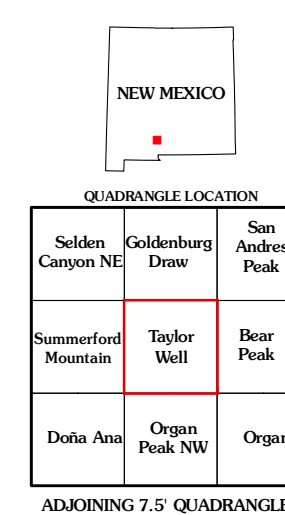 NEW MEXICO
QUADRANGLE LOCATION
Selden
Canyon NE
Goldenburg
Draw
San
Andres
Peak
Summerford
Mountain
Taylor
Well
Bear
Peak
Doña Ana
Organ
Peak NW
Organ
ADJOINING 7.5' QUADRANGLE